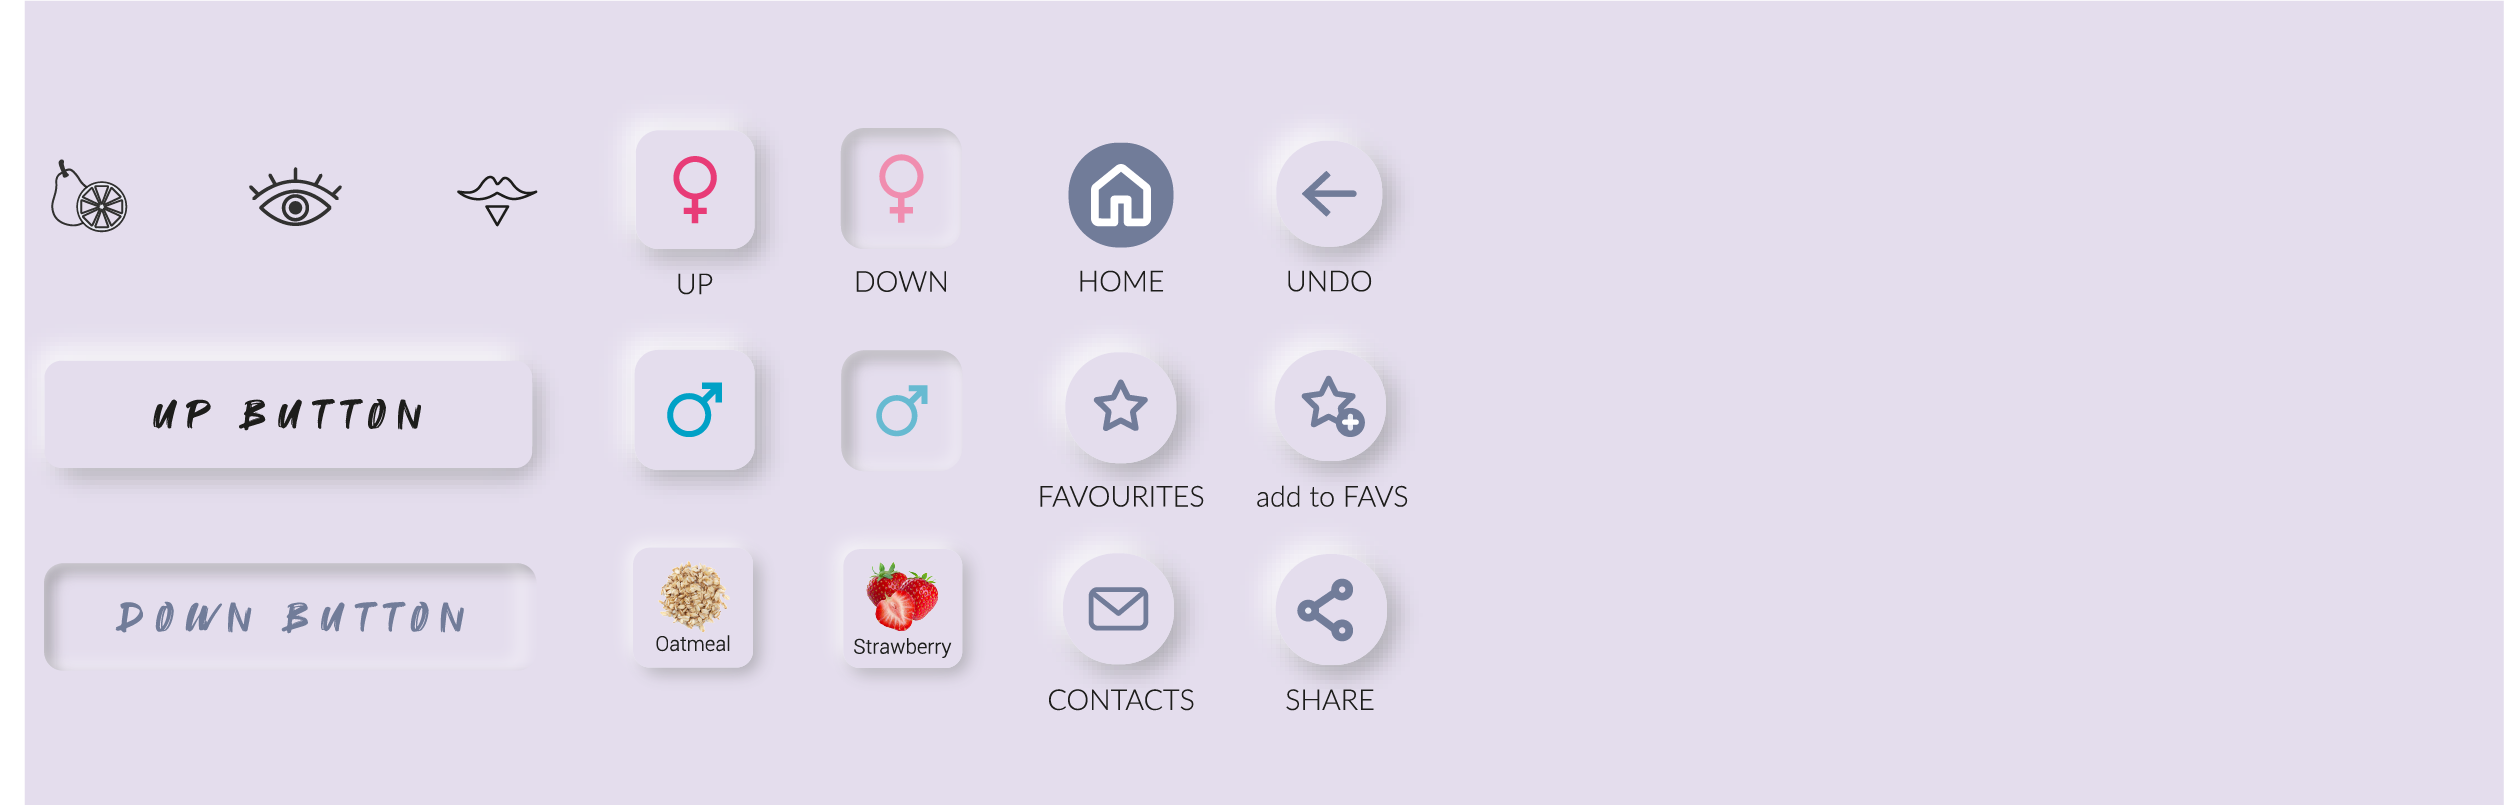 UP
DOWN
HOME
UNDO
UP BUTTON
FAVOURITES
add to FAVS
DOWN BUTTON
Oatmeal
Strawberry
CONTACTS
SHARE